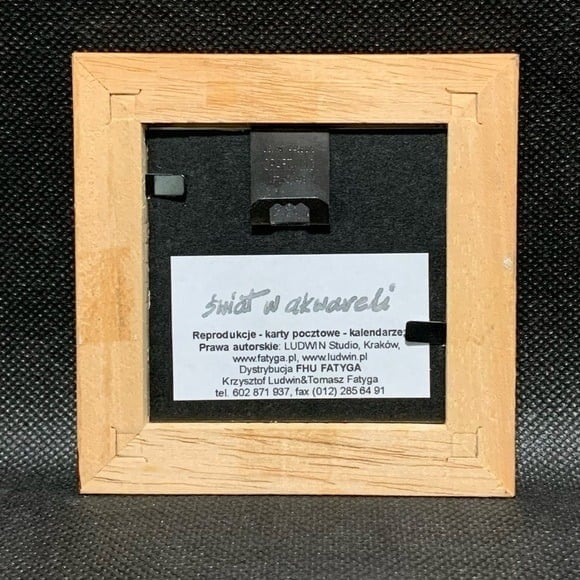 świat w akwareli
Reprodukcje - karty pocztowe - kalendarze:
Prawa autorskie: LUDWIN Studio, Kraków,
www.fatyga.pl, www.ludwin.pl
Dystrybucja FHU FATYGA
Krzysztof Ludwin&Tomasz Fatyga
tel. 602 871 937, fax (012) 285 64 91